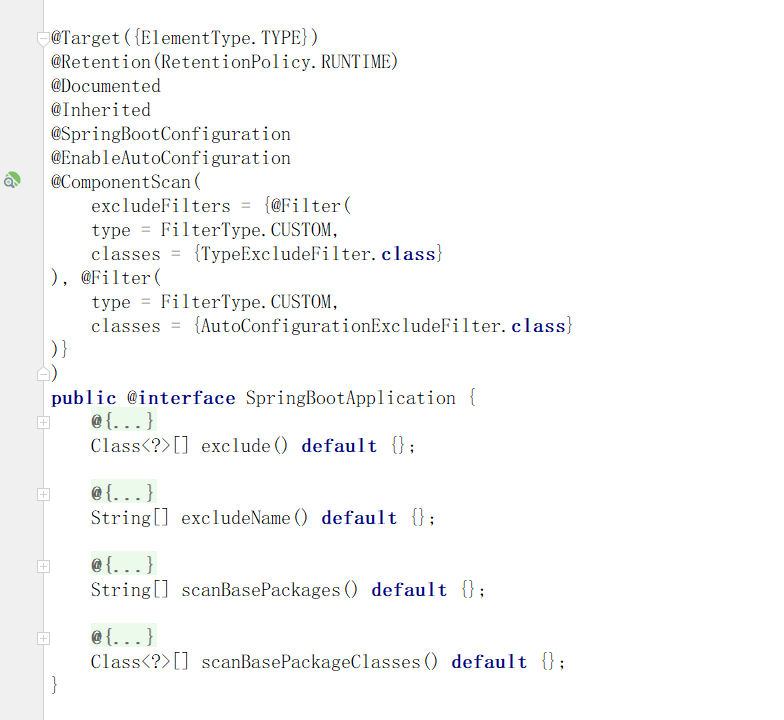 @Target({ElementType.TYPE})
@Retention(RetentionPolicy.RUNTIME)
@Documented
@Inherited
@SpringBootConfiguration
@EnableAutoConfiguration
@ComponentScan(
    excludeFilters = {@Filter(
    type = FilterType.CUSTOM,
    classes = {TypeExcludeFilter.class}
), @Filter(
    type = FilterType.CUSTOM,
    classes = {AutoConfigurationExcludeFilter.class}
)}
)
public @interface SpringBootApplication {
    @{...}
    Class<?>[] exclude() default {};

    @{...}
    String[] excludeName() default {};

    @{...}
    String[] scanBasePackages() default {};

    @{...}
    Class<?>[] scanBasePackageClasses() default {};
}